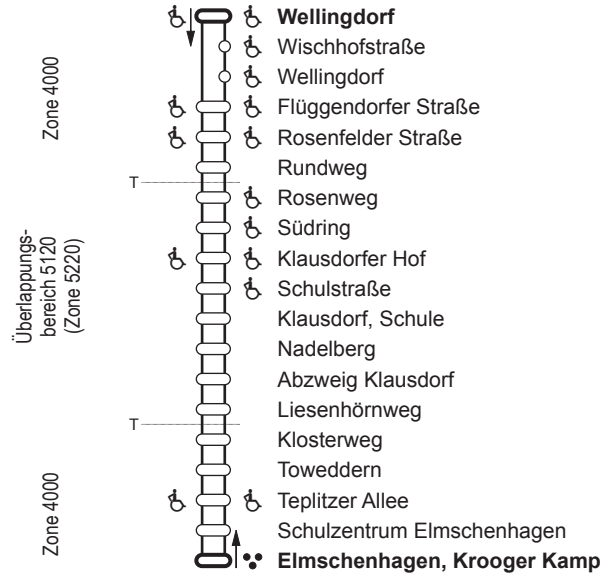 Wellingdorf
Wischhofstraße
Wellingdorf
Flüggendorfer Straße
Rosenfelder Straße
Rundweg
T
Rosenweg
Südring
Klausdorfer Hof
Schulstraße
Klausdorf, Schule
Nadelberg
Abzweig Klausdorf
Liesenhörnweg
T
Klosterweg
Toweddern
Teplitzer Allee
Schulzentrum Elmschenhagen
Elmschenhagen, Krooger Kamp
Zone 4000
Überlappungs-
bereich 5120
(Zone 5220)
Zone 4000